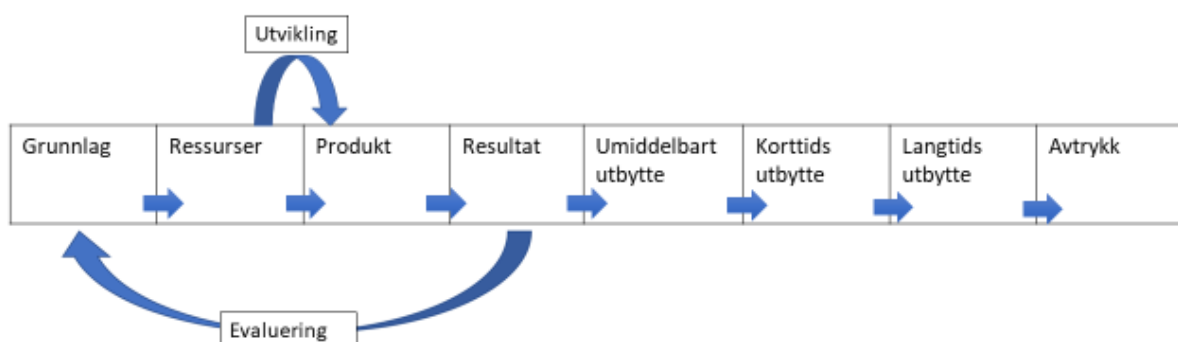 Utvikling
Grunnlag
Ressurser
Produkt
Resultat
Umiddelbart
utbytte
Korttids
utbytte
Langtids
utbytte
Avtrykk
Evaluering